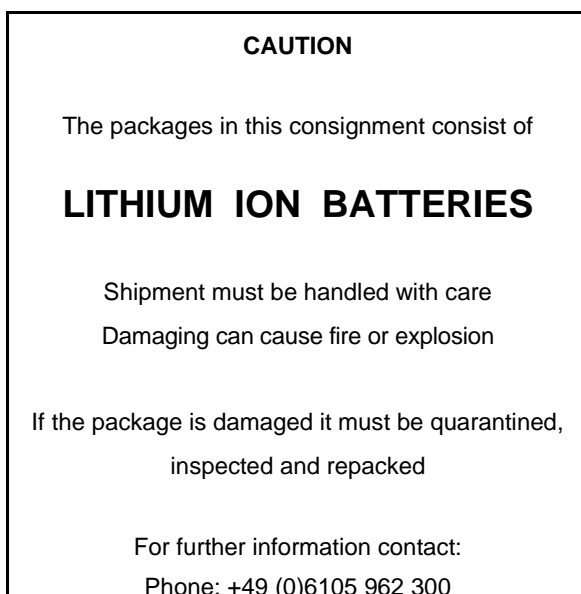 CAUTION
The packages in this consignment consist of
LITHIUM ION BATTERIES
Shipment must be handled with care
Damaging can cause fire or explosion
If the package is damaged it must be quarantined,
inspected and repacked
For further information contact:
Phone: +49 (0)6105 962 300